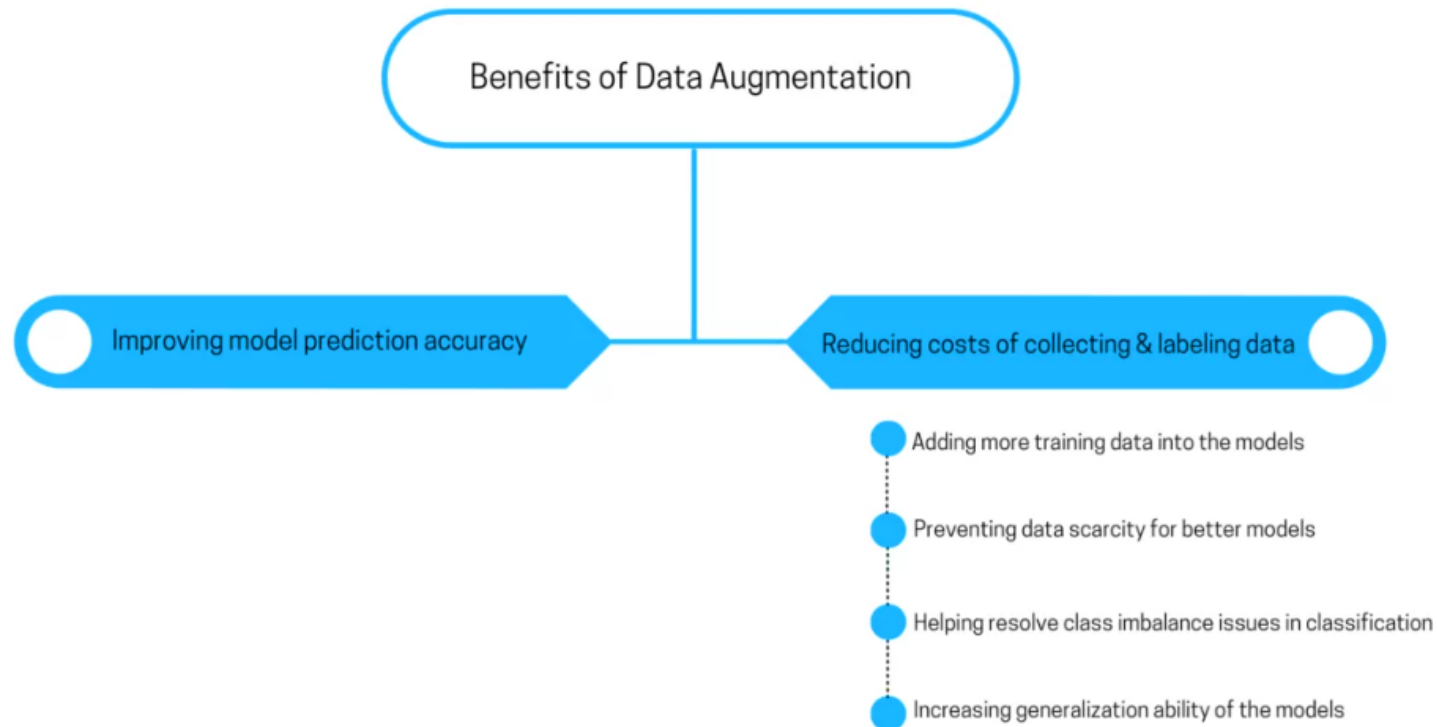 Benefits of Data Augmentation
Improving model prediction accuracy
Reducing costs of collecting & labeling data
Adding more training data into the models
Preventing data scarcity for better models
Helping resolve class imbalance issues in classification
Increasing generalization ability of the models